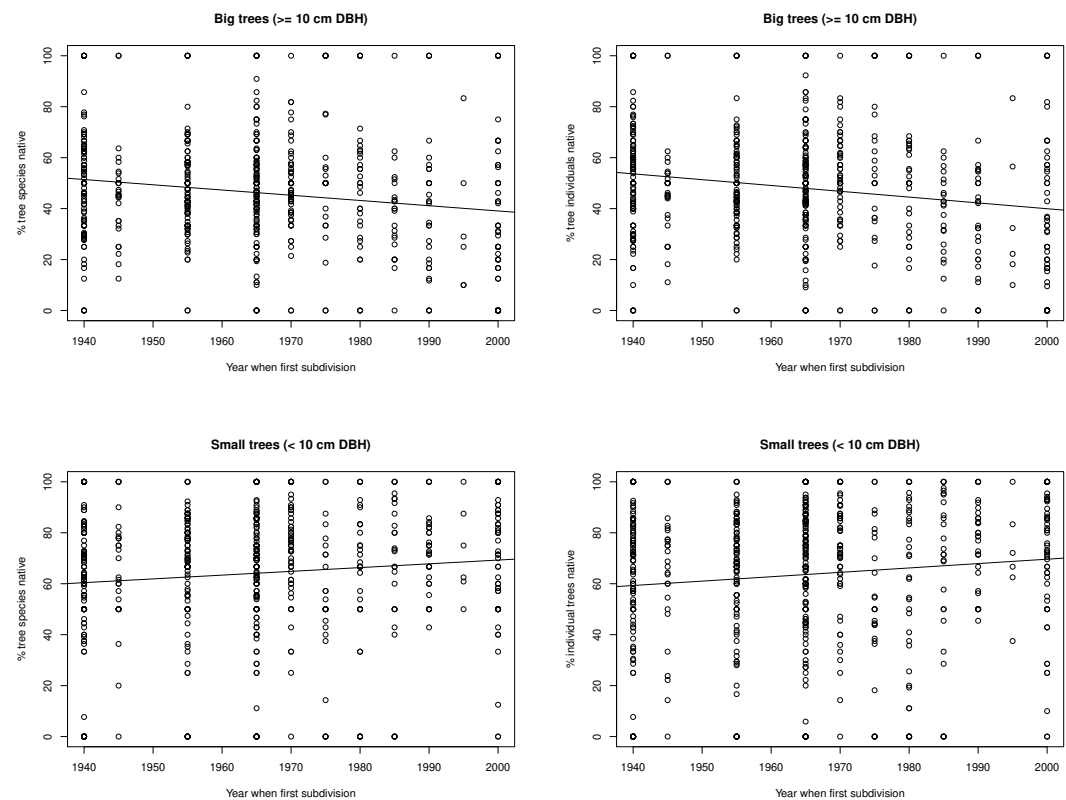 Big trees (>= 10 cm DBH)
% tree species native
100
80
60
40
20
0
1940 1950 1960 1970 1980 1990 2000
Year when first subdivision
Big trees (>= 10 cm DBH)
% tree individuals native
100
80
60
40
20
0
1940 1950 1960 1970 1980 1990 2000
Year when first subdivision
Small trees (< 10 cm DBH)
% tree species native
100
80
60
40
20
0
1940 1950 1960 1970 1980 1990 2000
Year when first subdivision
Small trees (< 10 cm DBH)
% individual trees native
100
80
60
40
20
0
1940 1950 1960 1970 1980 1990 2000
Year when first subdivision